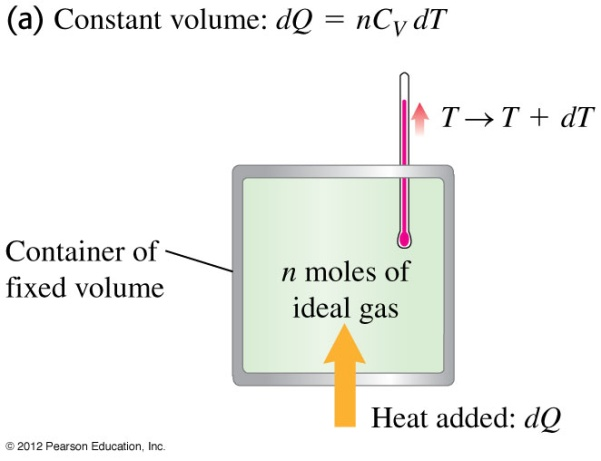 (a) Constant volume: dQ = nC_V dT
T → T + dT
Container of
fixed volume
n moles of
ideal gas
Heat added: dQ
© 2012 Pearson Education, Inc.